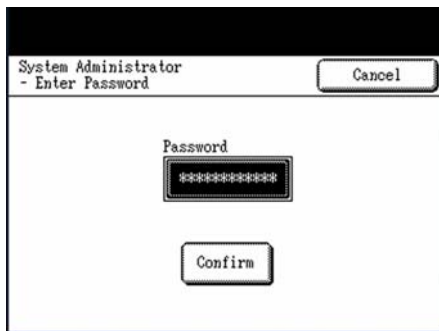 System Administrator
- Enter Password
Cancel
Password
************
Confirm